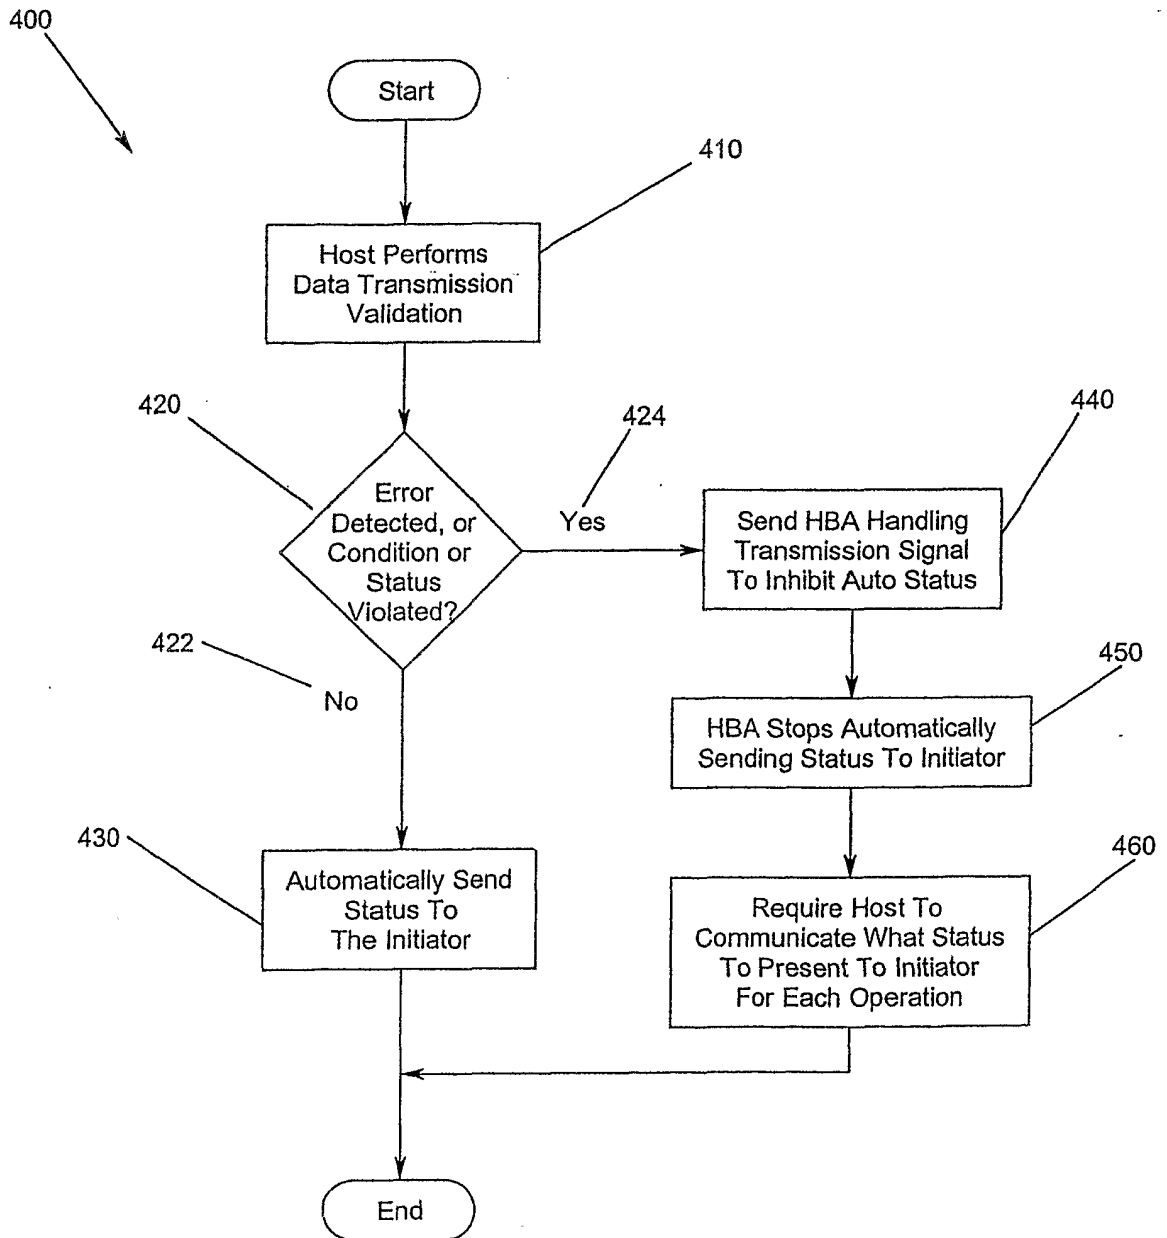 400
Start
410
Host Performs
Data Transmission
Validation
420
424
440
Error
Detected, or
Condition or
Status
Violated?
Yes
Send HBA Handling
Transmission Signal
To Inhibit Auto Status
422
No
450
HBA Stops Automatically
Sending Status To Initiator
430
Automatically Send
Status To
The Initiator
460
Require Host To
Communicate What Status
To Present To Initiator
For Each Operation
End